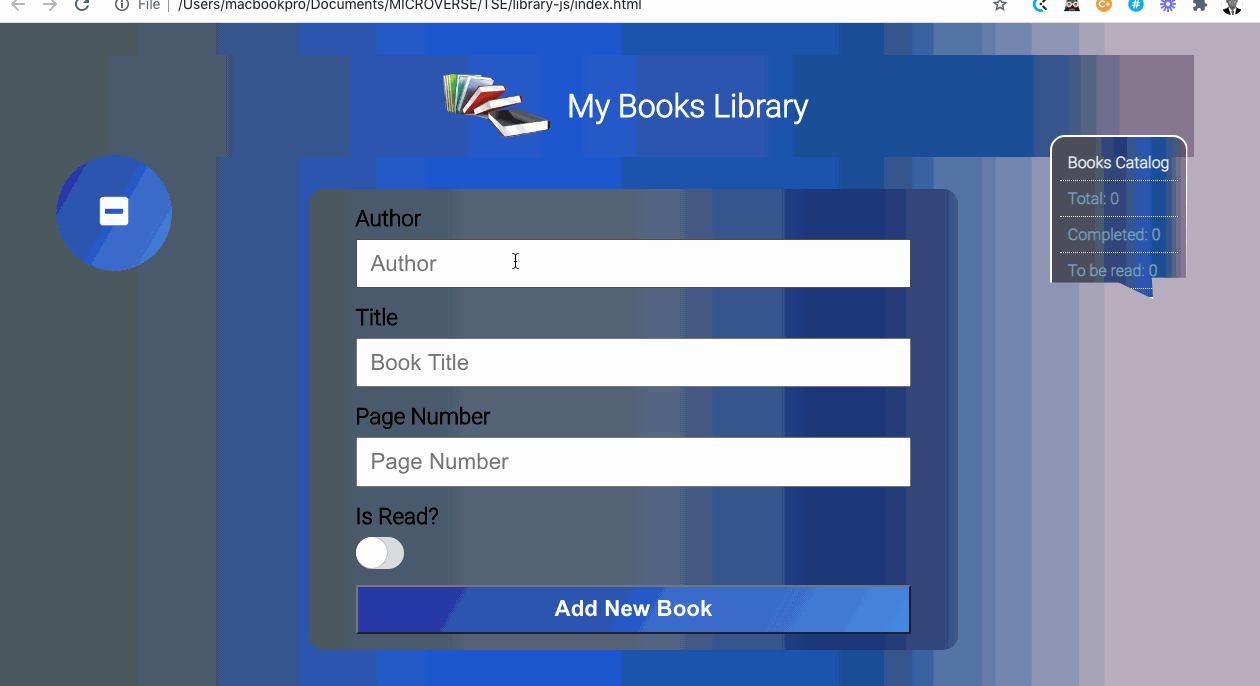 File | /Users/macbookpro/Documents/MICROVERSE/TSE/library-js/index.html
My Books Library
Books Catalog
Total: 0
Completed: 0
To be read: 0
Author
Author
Title
Book Title
Page Number
Page Number
Is Read?
Add New Book